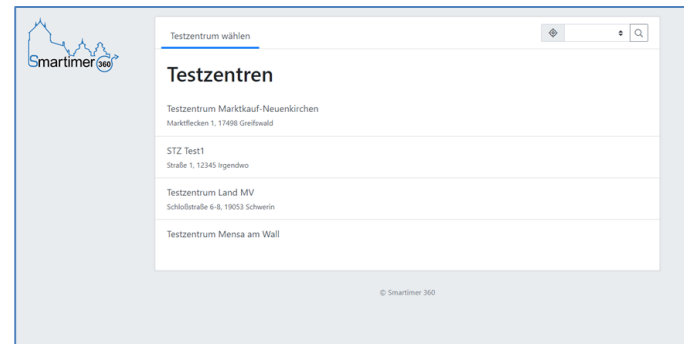 Smartimer 360
Testzentrum wählen
Testzentren
Testzentrum Marktkauf-Neuenkirchen
Marktflecken 1, 17498 Greifswald
STZ Test1
Straße 1, 12345 Irgendwo
Testzentrum Land MV
Schloßstraße 6-8, 19053 Schwerin
Testzentrum Mensa am Wall
© Smartimer 360